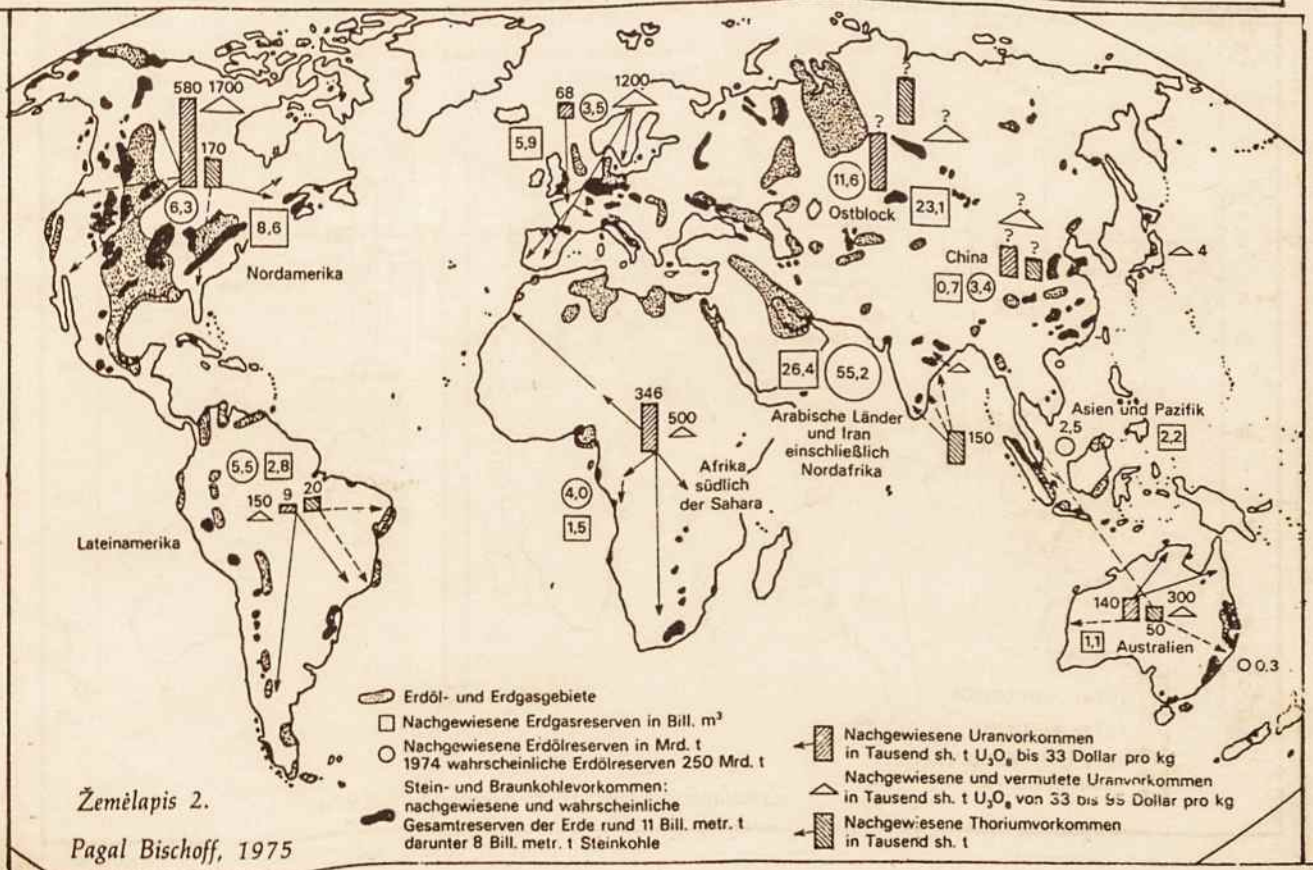 580 1700
170
6,3
8,6
Nordamerika
68
3,5
1200
5,9
?
?
?
11,6
Ostblock
23,1
?
? ?
China
0,7 3,4
4
26,4 55,2
Arabische Länder
und Iran
einschließlich
Nordafrika
346
500
Afrika
südlich
der Sahara
4,0
1,5
150
Asien und Pazifik
2,5
2,2
5,5 2,8
150 9 20
Lateinamerika
140 300
50
1,1 Australien
0,3
Erdöl- und Erdgasgebiete
Nachgewiesene Erdgasreserven in Bill. m³
Nachgewiesene Erdölreserven in Mrd. t
1974 wahrscheinliche Erdölreserven 250 Mrd. t
Stein- und Braunkohlevorkommen:
nachgewiesene und wahrscheinliche
Gesamtreserven der Erde rund 11 Bill. metr. t
darunter 8 Bill. metr. t Steinkohle
Nachgewiesene Uranvorkommen
in Tausend sh. t U₃O₈ bis 33 Dollar pro kg
Nachgewiesene und vermutete Uranvorkommen
in Tausend sh. t U₃O₈ von 33 bis 95 Dollar pro kg
Nachgewiesene Thoriumvorkommen
in Tausend sh. t
Žemėlapis 2.
Pagal Bischoff, 1975